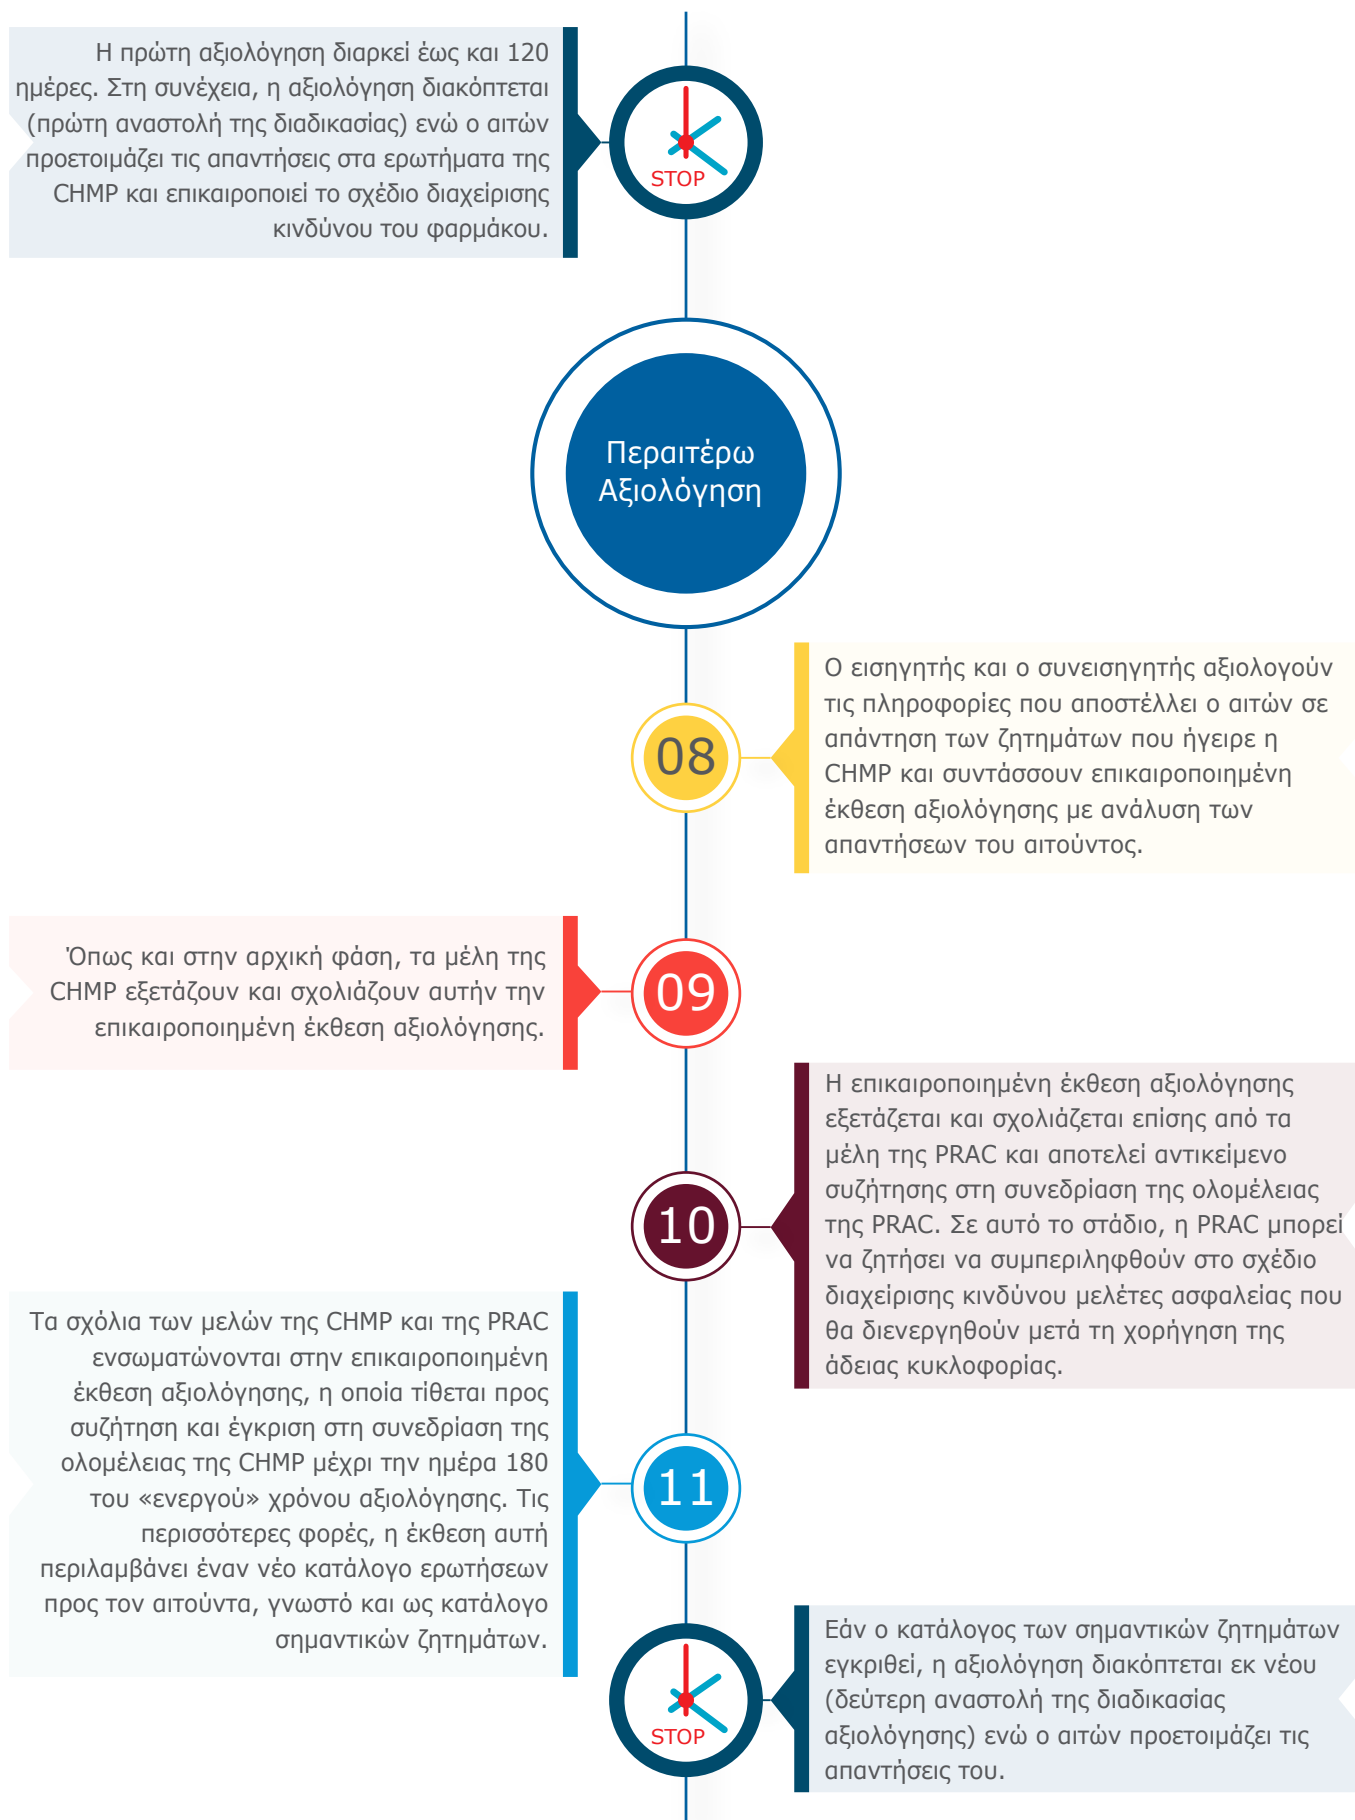 Η πρώτη αξιολόγηση διαρκεί έως και 120
ημέρες. Στη συνέχεια, η αξιολόγηση διακόπτεται
(πρώτη αναστολή της διαδικασίας) ενώ ο αιτών
προετοιμάζει τις απαντήσεις στα ερωτήματα της
CHMP και επικαιροποιεί το σχέδιο διαχείρισης
κινδύνου του φαρμάκου.
STOP
Περαιτέρω
Αξιολόγηση
08
Ο εισηγητής και ο συνεισηγητής αξιολογούν
τις πληροφορίες που αποστέλλει ο αιτών σε
απάντηση των ζητημάτων που ήγειρε η
CHMP και συντάσσουν επικαιροποιημένη
έκθεση αξιολόγησης με ανάλυση των
απαντήσεων του αιτούντος.
Όπως και στην αρχική φάση, τα μέλη της
CHMP εξετάζουν και σχολιάζουν αυτήν την
επικαιροποιημένη έκθεση αξιολόγησης.
09
10
Η επικαιροποιημένη έκθεση αξιολόγησης
εξετάζεται και σχολιάζεται επίσης από τα
μέλη της PRAC και αποτελεί αντικείμενο
συζήτησης στη συνεδρίαση της ολομέλειας
της PRAC. Σε αυτό το στάδιο, η PRAC μπορεί
να ζητήσει να συμπεριληφθούν στο σχέδιο
διαχείρισης κινδύνου μελέτες ασφαλείας που
θα διενεργηθούν μετά τη χορήγηση της
άδειας κυκλοφορίας.
Τα σχόλια των μελών της CHMP και της PRAC
ενσωματώνονται στην επικαιροποιημένη
έκθεση αξιολόγησης, η οποία τίθεται προς
συζήτηση και έγκριση στη συνεδρίαση της
ολομέλειας της CHMP μέχρι την ημέρα 180
του «ενεργού» χρόνου αξιολόγησης. Τις
περισσότερες φορές, η έκθεση αυτή
περιλαμβάνει έναν νέο κατάλογο ερωτήσεων
προς τον αιτούντα, γνωστό και ως κατάλογο
σημαντικών ζητημάτων.
11
STOP
Εάν ο κατάλογος των σημαντικών ζητημάτων
εγκριθεί, η αξιολόγηση διακόπτεται εκ νέου
(δεύτερη αναστολή της διαδικασίας
αξιολόγησης) ενώ ο αιτών προετοιμάζει τις
απαντήσεις του.